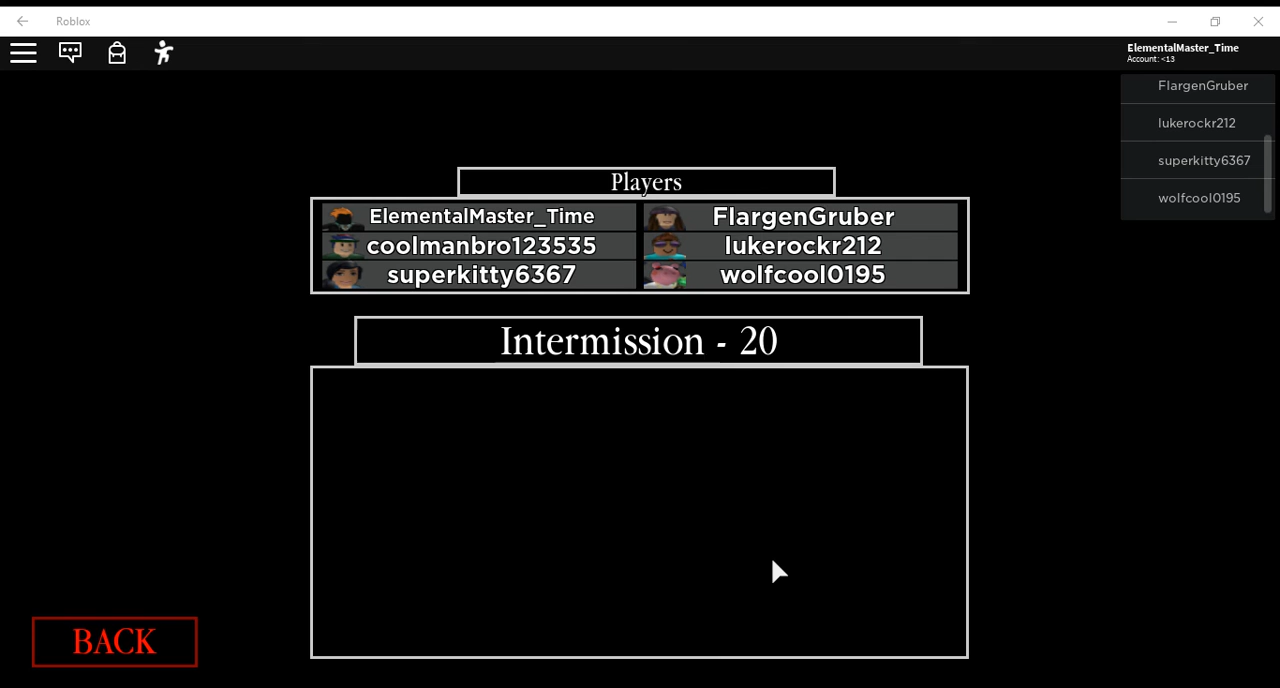 Roblox
ElementalMaster_Time
Account: <13
FlargenGruber
lukerockr212
superkitty6367
wolfcool0195
Players
ElementalMaster_Time FlargenGruber
coolmanbro123535 lukerockr212
superkitty6367 wolfcool0195
Intermission - 20
BACK